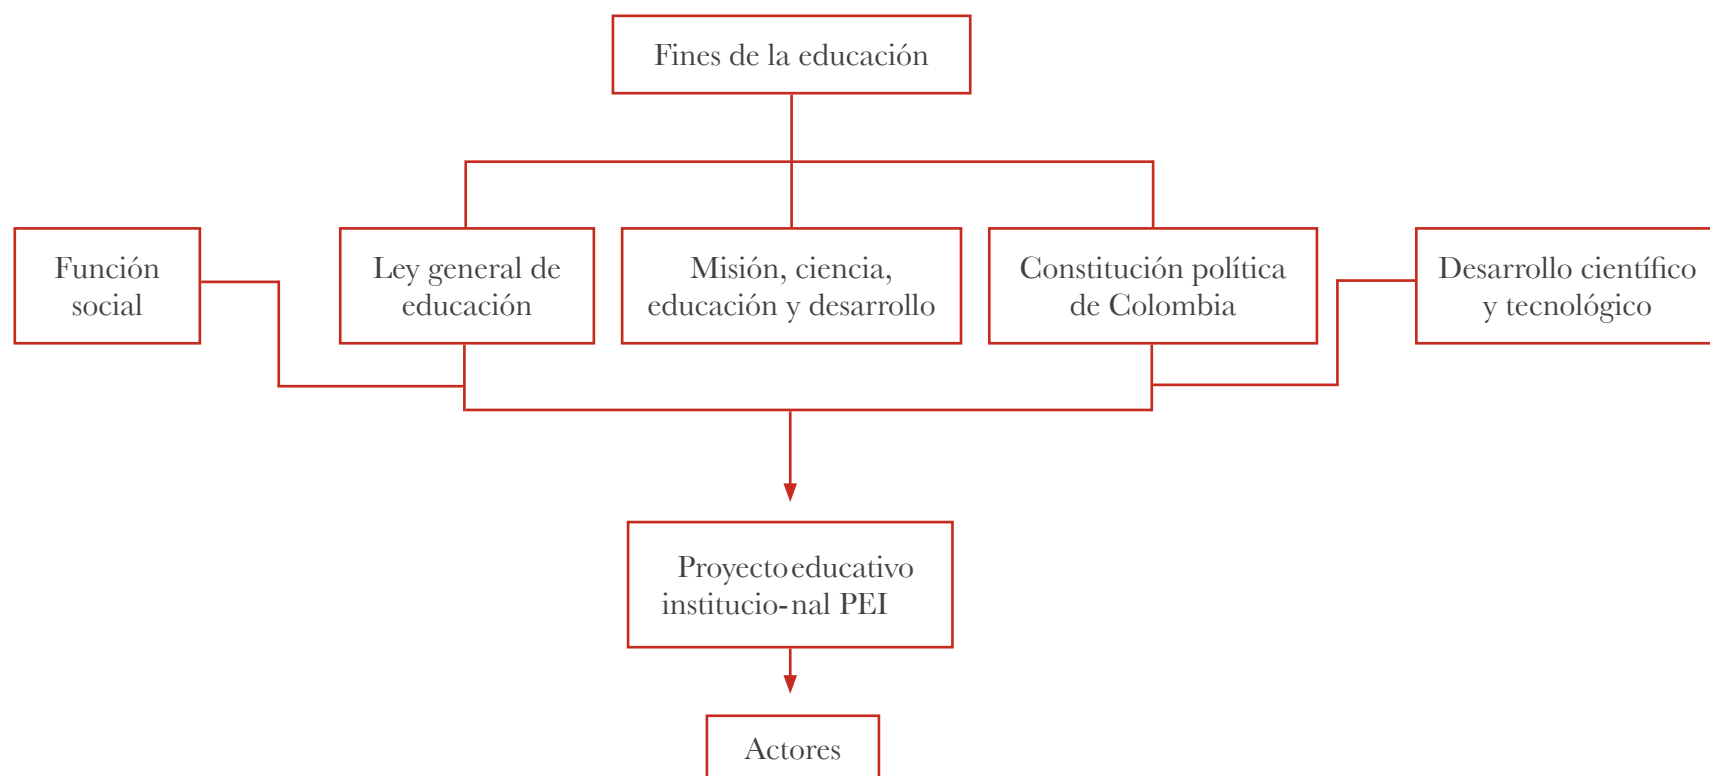 Fines de la educación
Función
social
Ley general de
educación
Misión, ciencia,
educación y desarrollo
Constitución política
de Colombia
Desarrollo científico
y tecnológico
Proyecto educativo
institucio-nal PEI
Actores